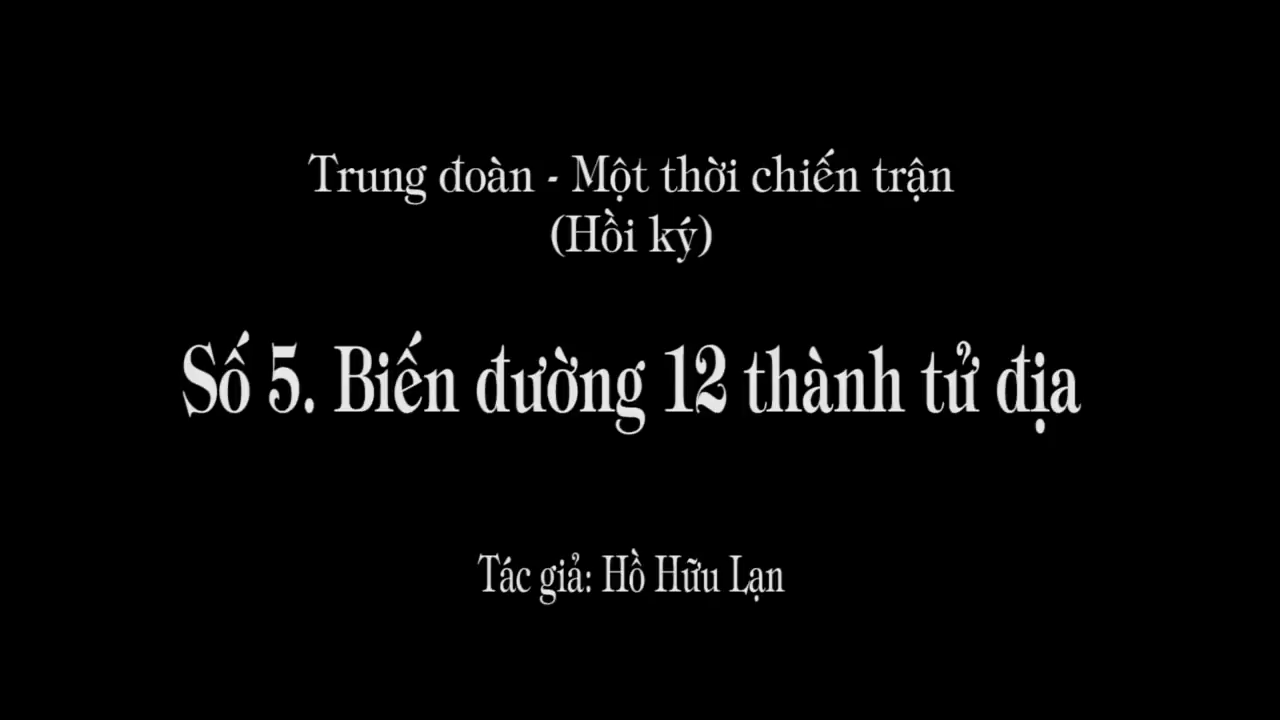 Trung đoàn - Một thời chiến trận
(Hồi ký)
Số 5. Biến đường 12 thành tử địa
Tác giả: Hồ Hữu Lạn